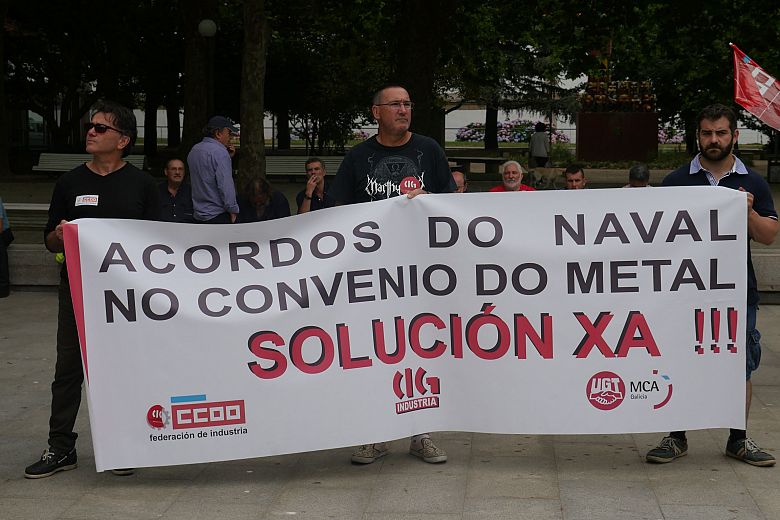 ACORDOS DO NAVAL
NO CONVENIO DO METAL
SOLUCIÓN XA !!!
CCOO
federación de industria
CIG
INDUSTRIA
UGT
MCA
Galicia